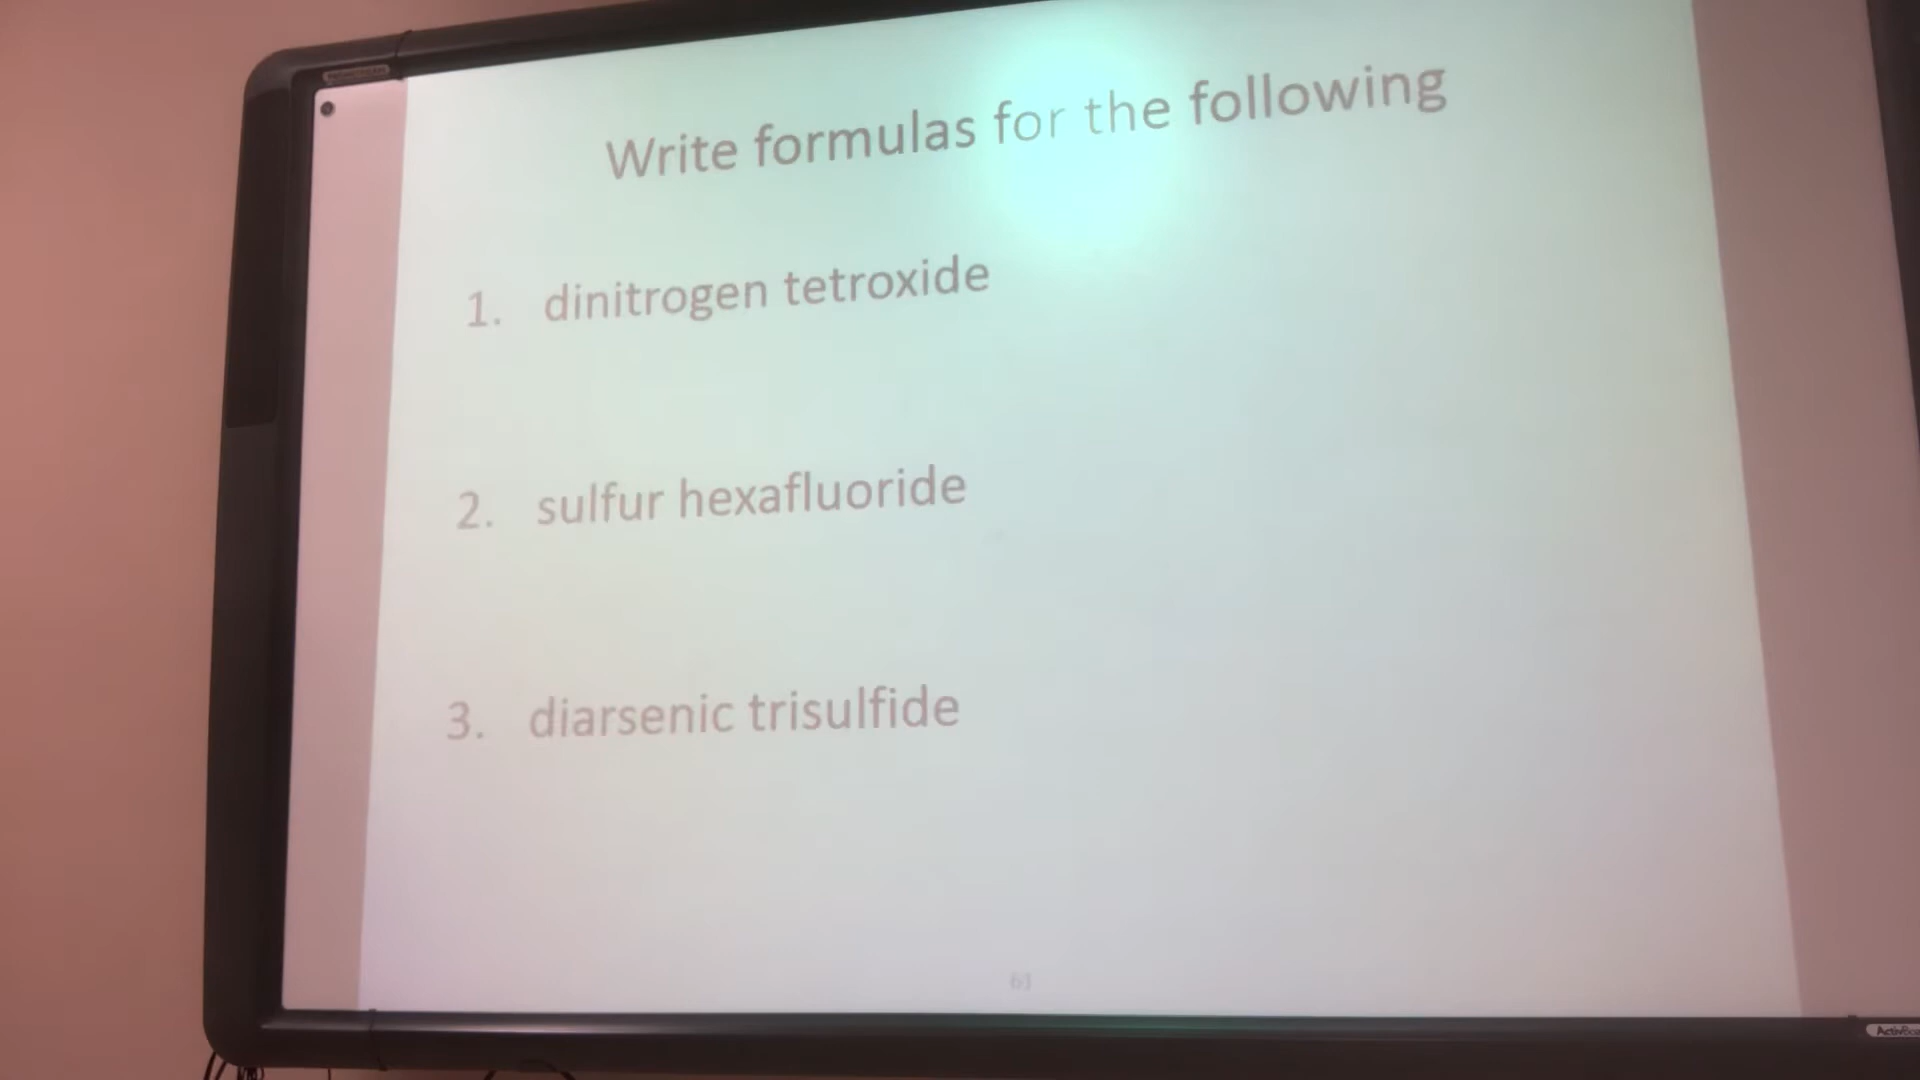 Write formulas for the following
1. dinitrogen tetroxide
2. sulfur hexafluoride
3. diarsenic trisulfide